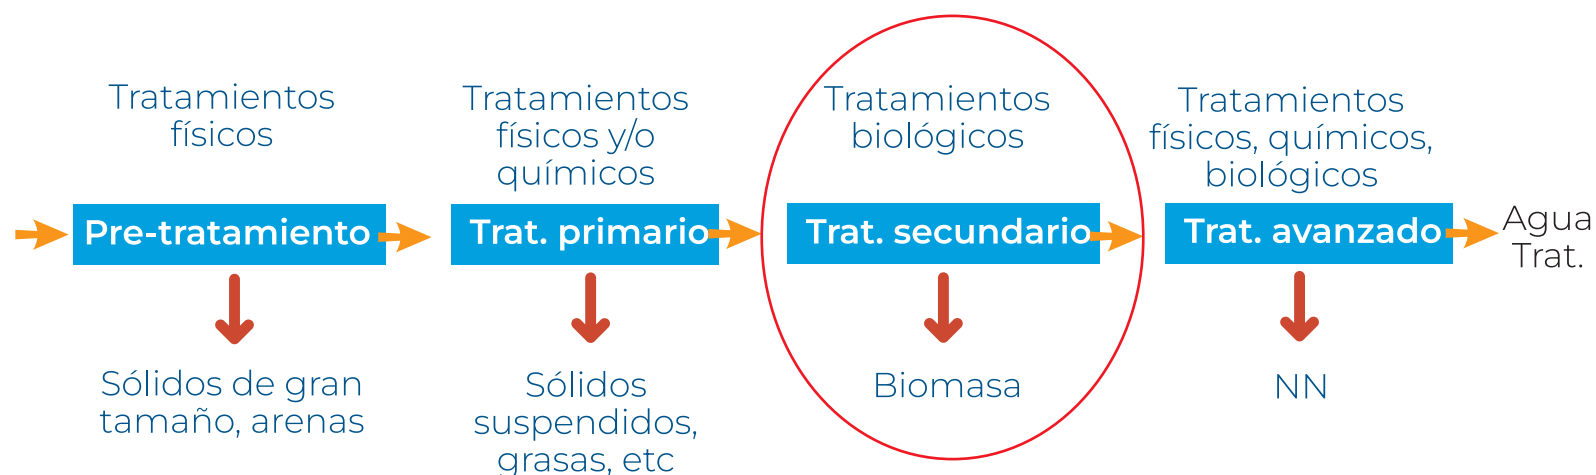 Tratamientos
físicos
Pre-tratamiento
Sólidos de gran
tamaño, arenas
Tratamientos
físicos y/o
químicos
Trat. primario
Sólidos
suspendidos,
grasas, etc
Tratamientos
biológicos
Trat. secundario
Biomasa
Tratamientos
físicos, químicos,
biológicos
Trat. avanzado
NN
Agua
Trat.